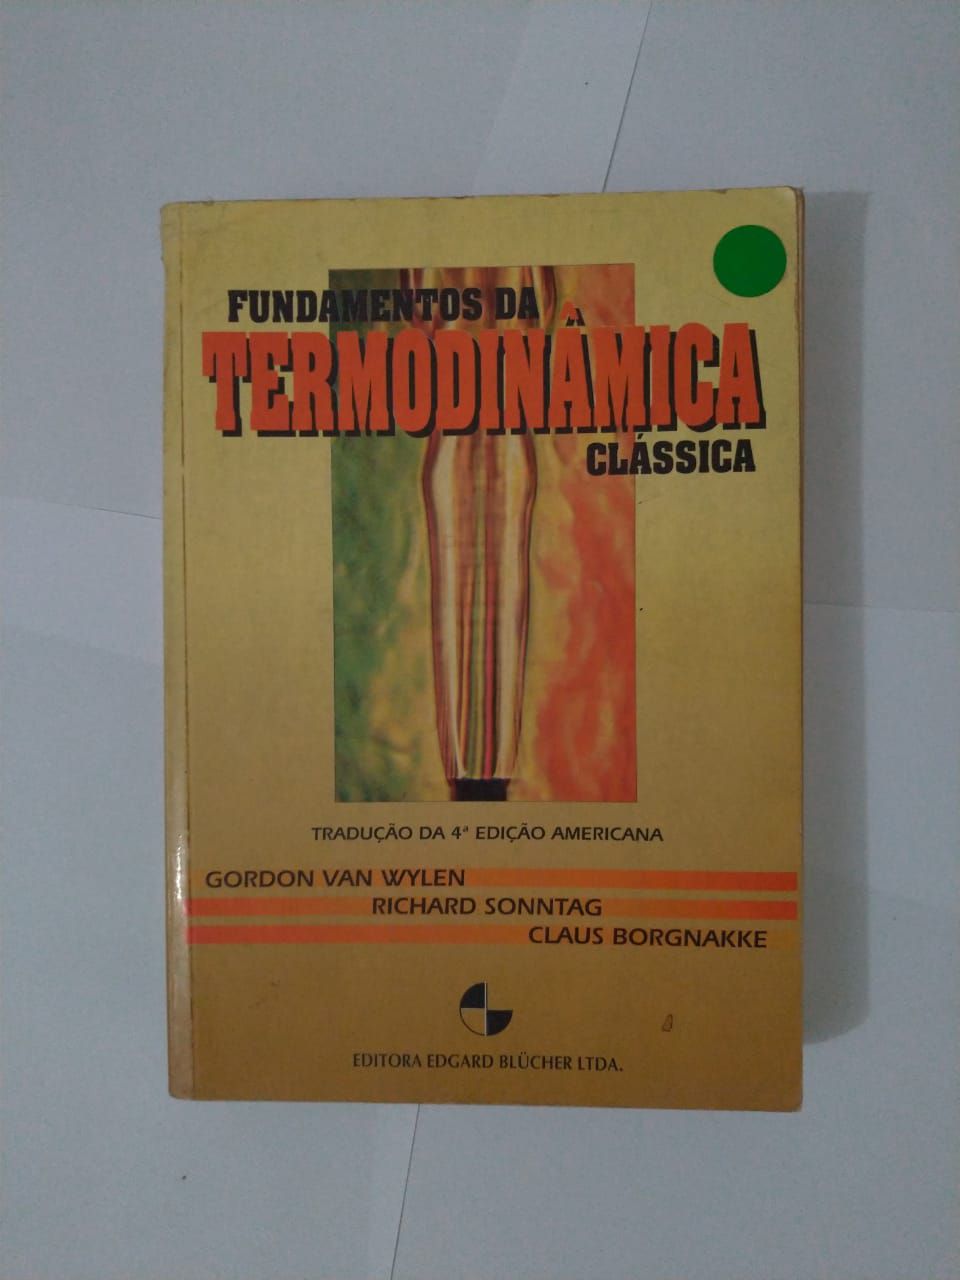 FUNDAMENTOS DA
TERMODINÂMICA
CLÁSSICA
TRADUÇÃO DA 4ª EDIÇÃO AMERICANA
GORDON VAN WYLEN
RICHARD SONNTAG
CLAUS BORGNAKKE
EDITORA EDGARD BLÜCHER LTDA.